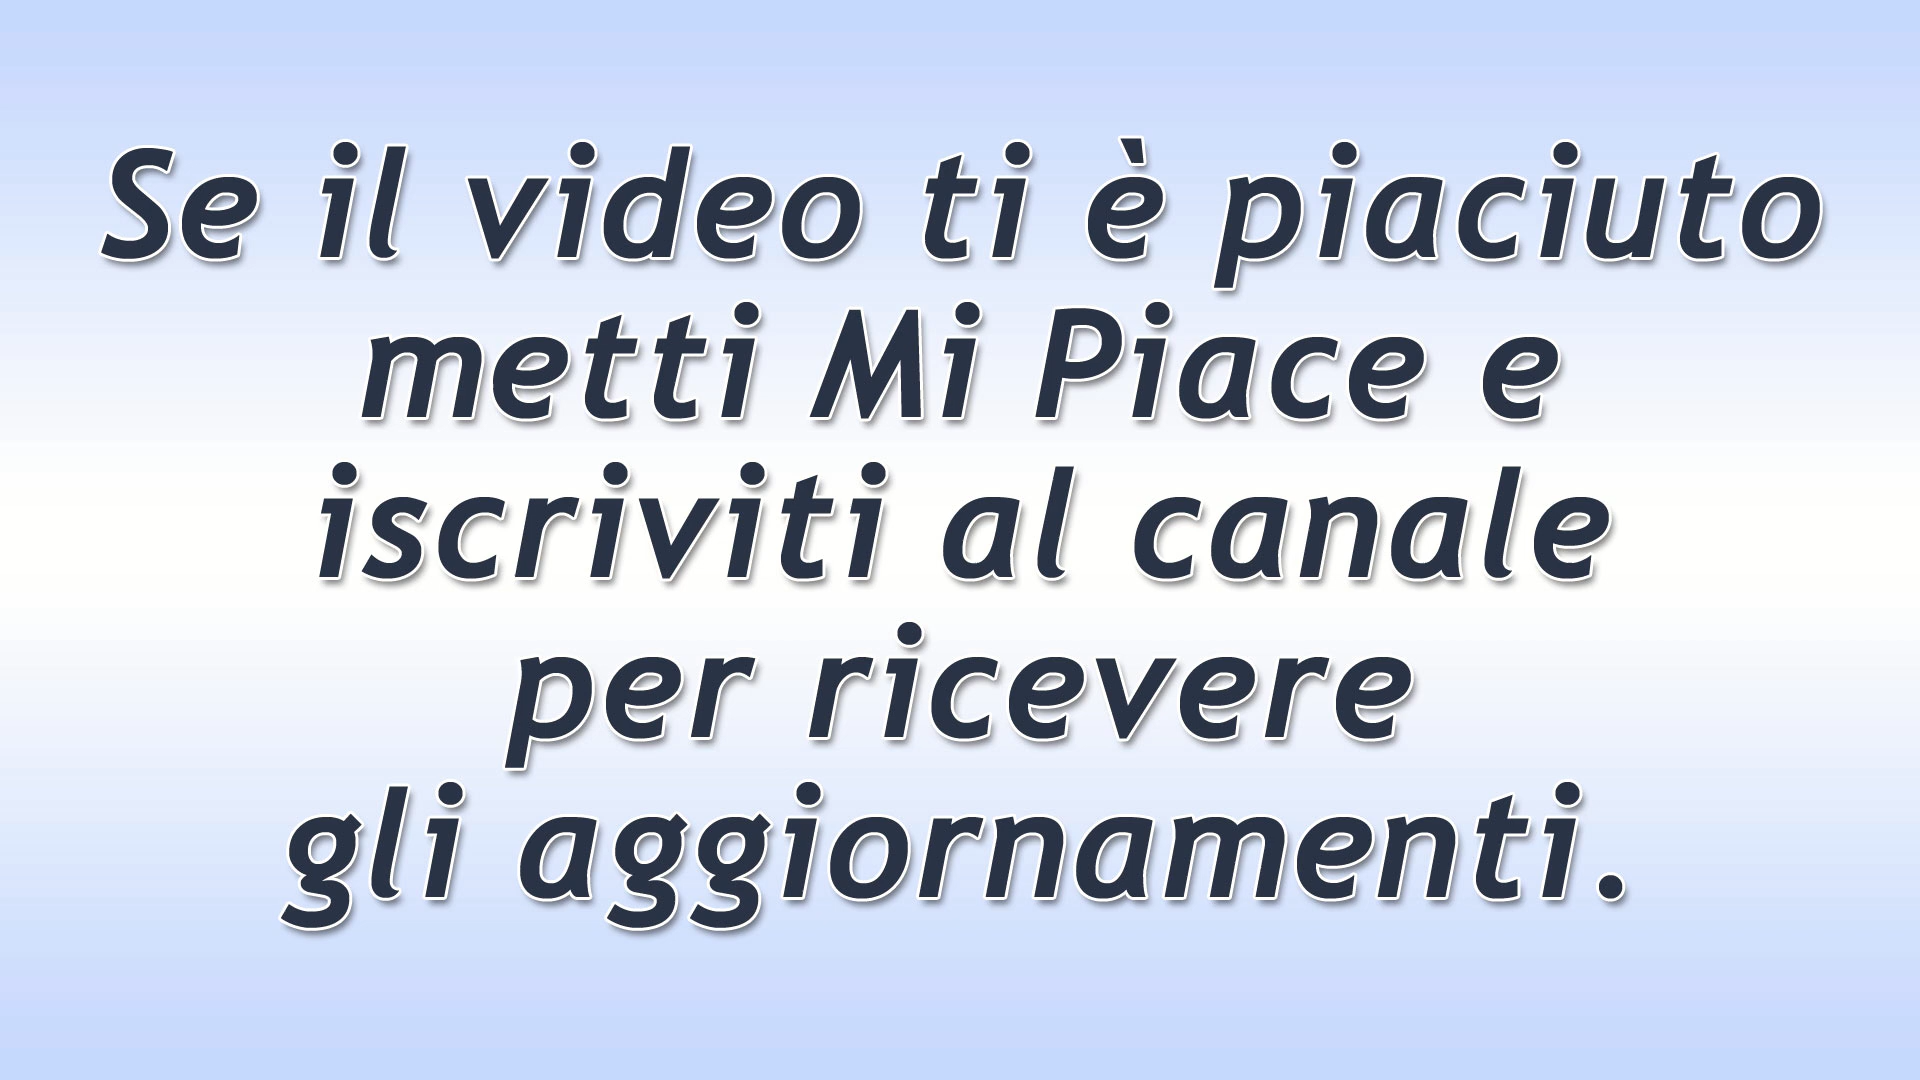 Se il video ti è piaciuto
metti Mi Piace e
iscriviti al canale
per ricevere
gli aggiornamenti.